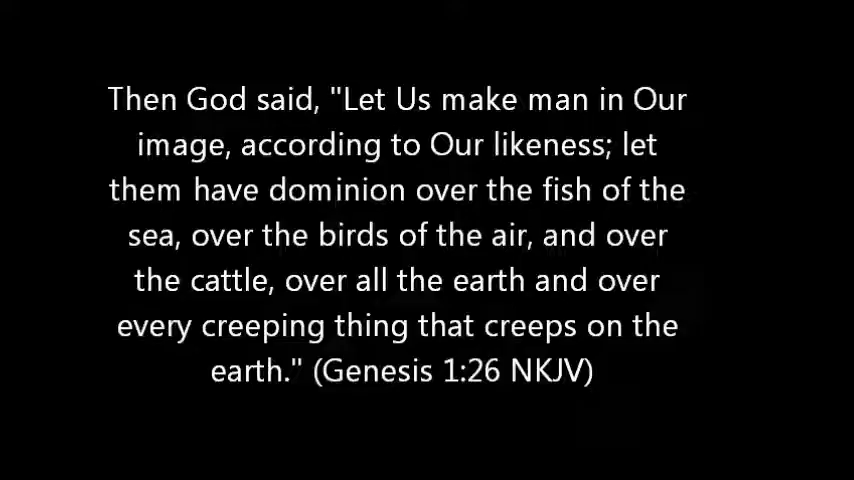 Then God said, "Let Us make man in Our
image, according to Our likeness; let
them have dominion over the fish of the
sea, over the birds of the air, and over
the cattle, over all the earth and over
every creeping thing that creeps on the
earth." (Genesis 1:26 NKJV)